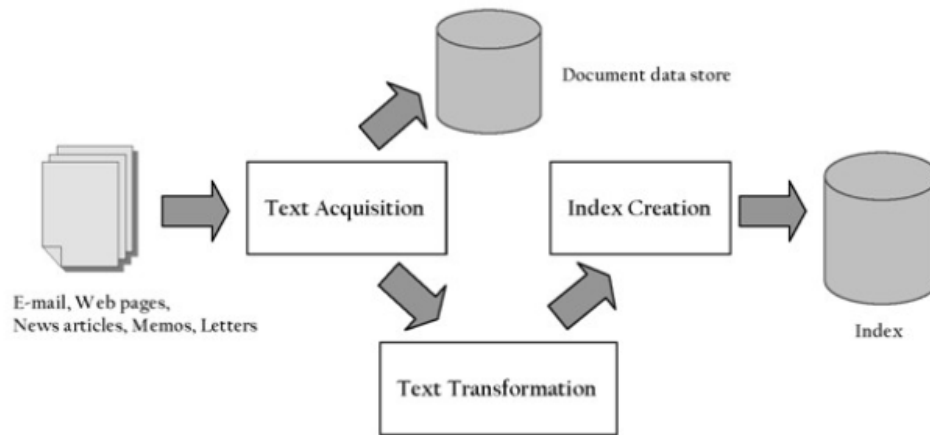 Document data store
Text Acquisition
Index Creation
E-mail, Web pages,
News articles, Memos, Letters
Index
Text Transformation